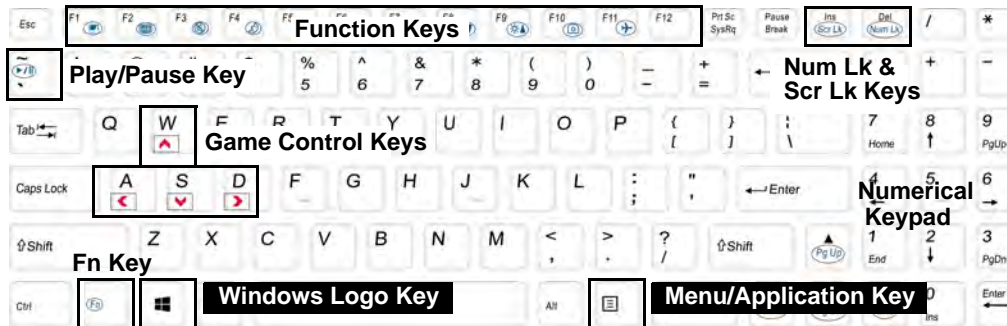 Esc F1 F2 F3 F4 Function Keys F9 F10 F11 F12 Prt Sc SysRq Pause Break Ins Scr Lk Del Num Lk / *
~ ` Play/Pause Key % 5 ^ 6 & 7 * 8 ( 9 ) 0 _ - + = ← Num Lk & + -
Scr Lk Keys
Tab Q W E R T Y U I O P { [ } ] | \ 7 Home 8 ↑ 9 PgUp
Game Control Keys
Caps Lock A S D F G H J K L : ; " ' Enter 4 ← 5 6 →
Numerical
Keypad
Shift Z X C V B N M < , > . ? / Shift Pg Up 1 End 2 ↓ 3 PgDn
Fn Key
Ctrl Fn Windows Logo Key Alt Menu/Application Key 0 Ins Enter